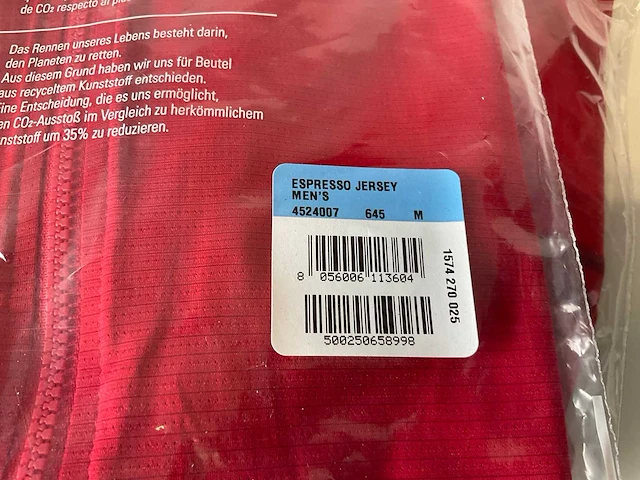 de CO₂ respecto al
Das Rennen unseres Lebens besteht darin,
den Planeten zu retten.
Aus diesem Grund haben wir uns für Beutel
aus recyceltem Kunststoff entschieden.
Eine Entscheidung, die es uns ermöglicht,
en CO₂-Ausstoß im Vergleich zu herkömmlichem
nststoff um 35% zu reduzieren.
ESPRESSO JERSEY
MEN'S
4524007 645 M
8 056006 113604
500250658998
1574 270 025